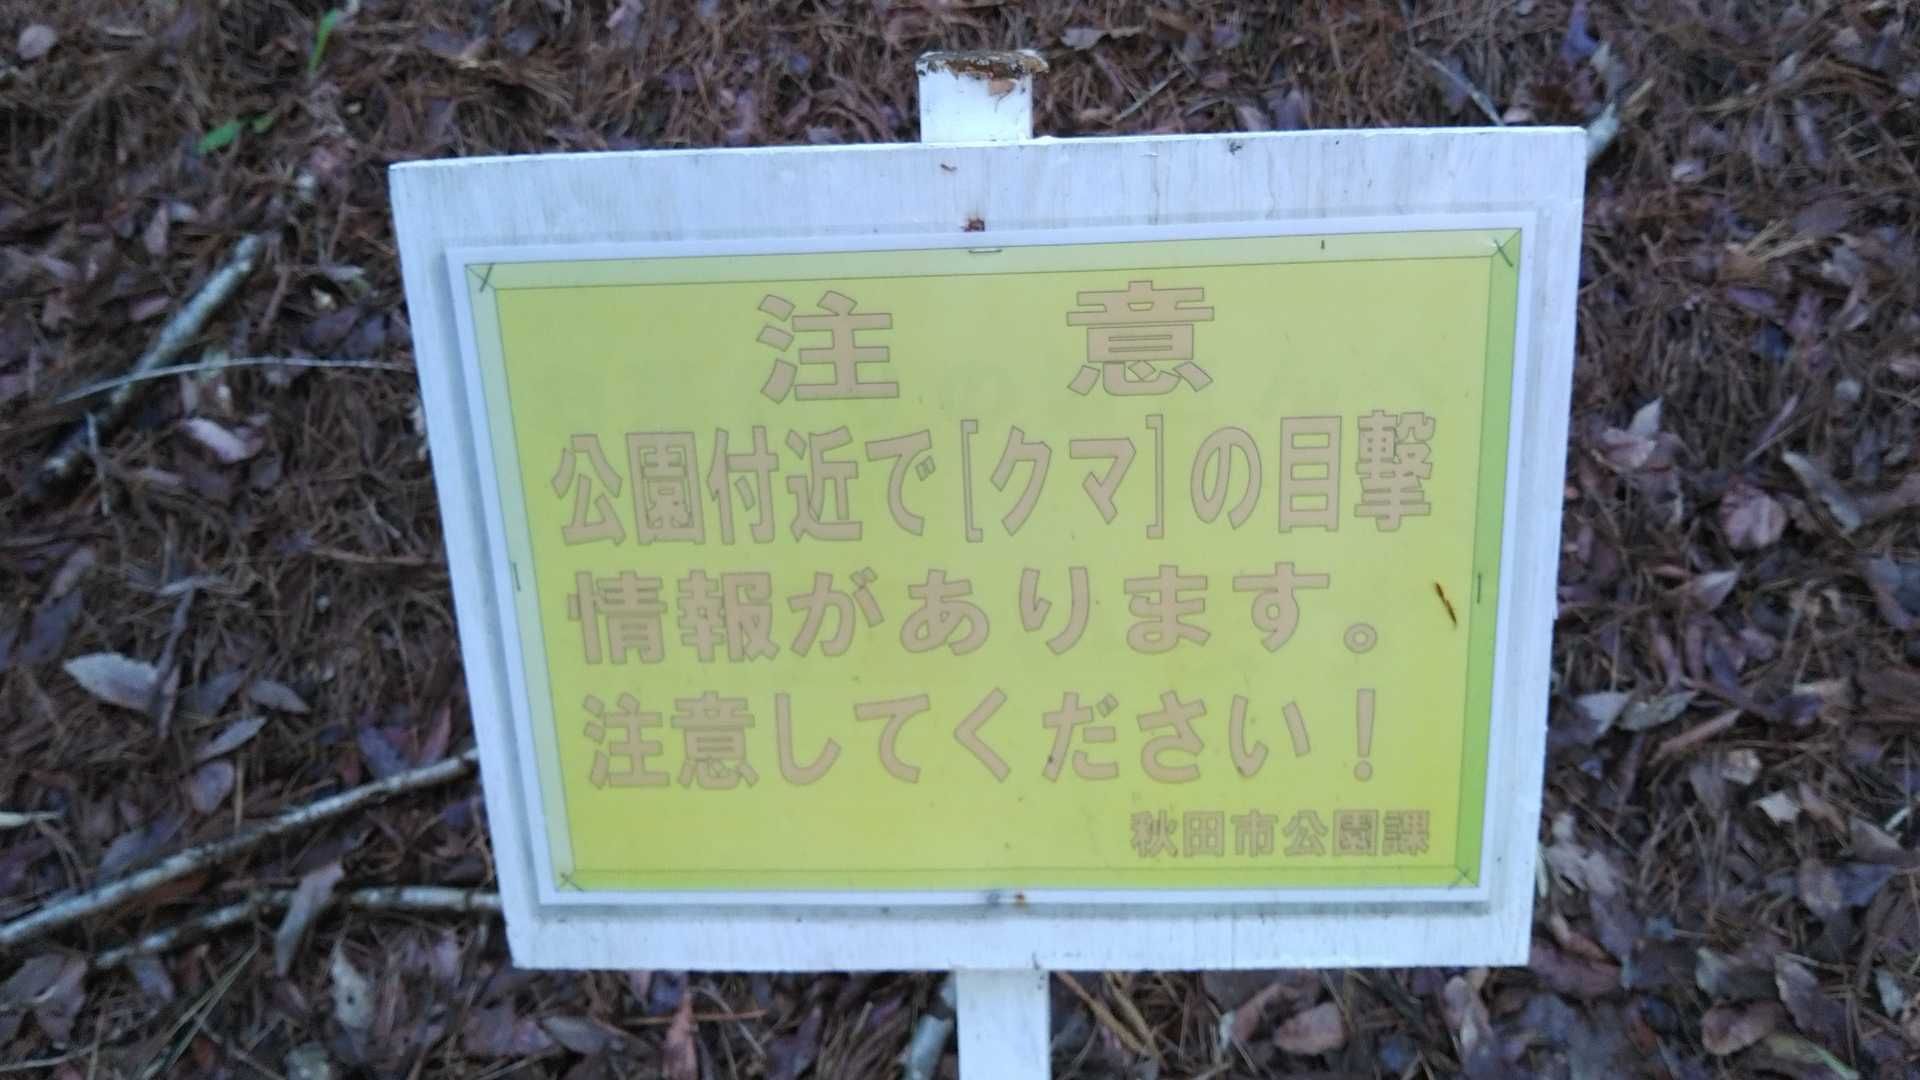 注　意
公園付近で[クマ]の目撃
情報があります。
注意してください！
秋田市公園課